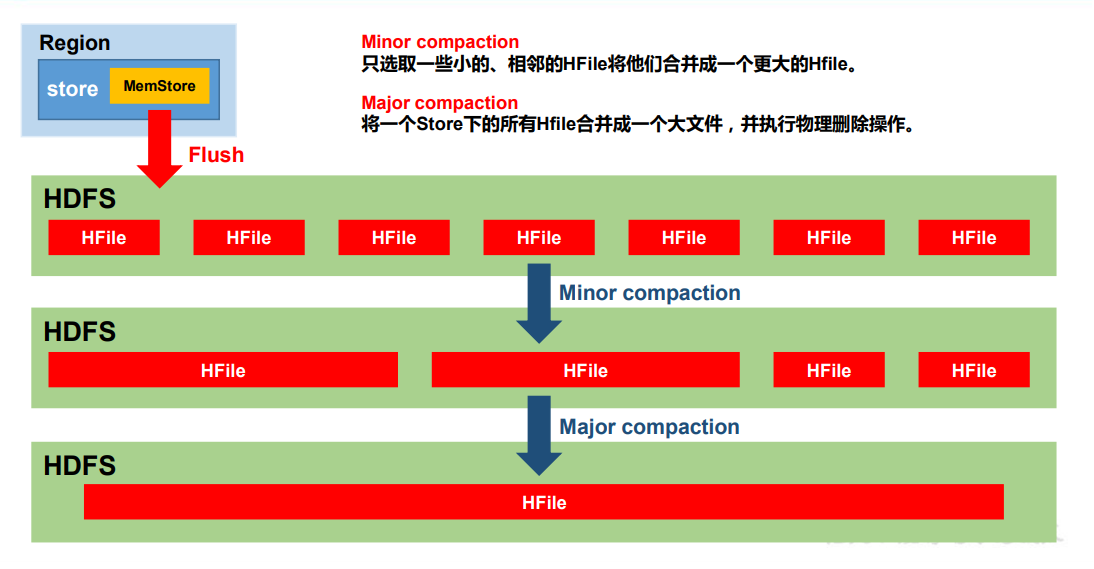 Region
store
MemStore
Flush
Minor compaction
只选取一些小的、相邻的HFile将他们合并成一个更大的Hfile。
Major compaction
将一个Store下的所有Hfile合并成一个大文件，并执行物理删除操作。
HDFS
HFile HFile HFile HFile HFile HFile HFile
Minor compaction
HDFS
HFile HFile HFile HFile
Major compaction
HDFS
HFile